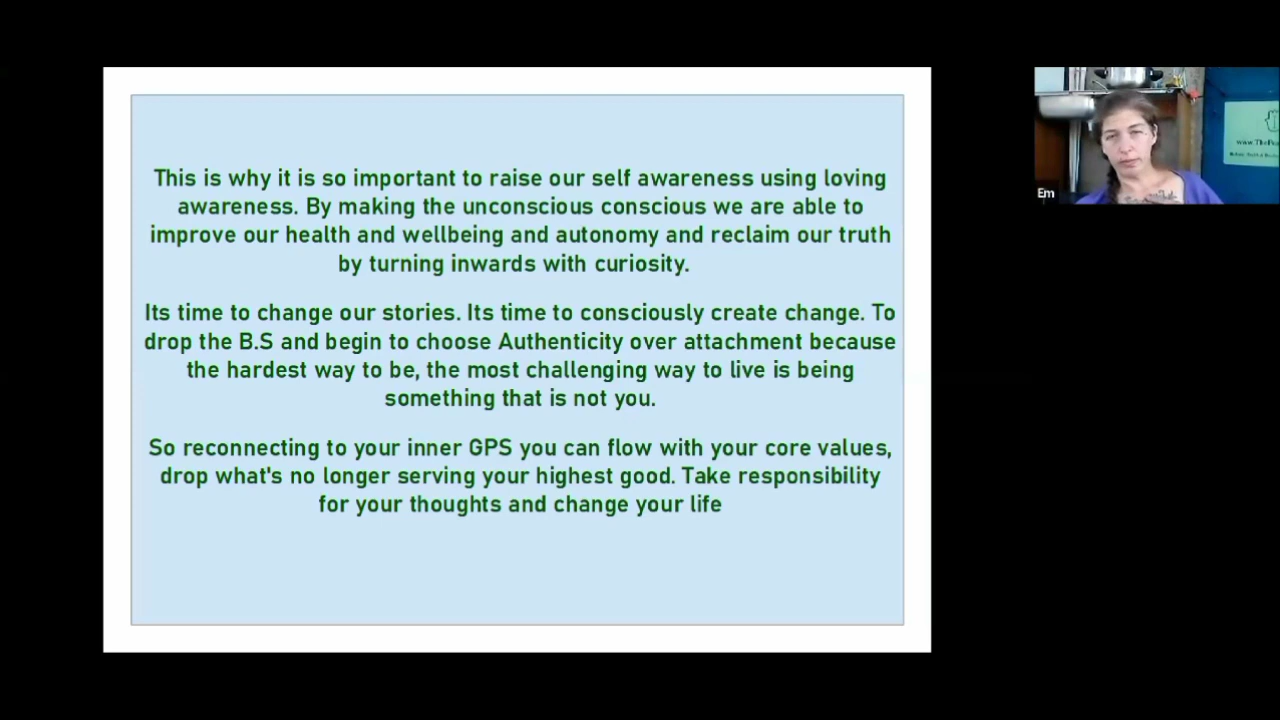 This is why it is so important to raise our self awareness using loving
awareness. By making the unconscious conscious we are able to
improve our health and wellbeing and autonomy and reclaim our truth
by turning inwards with curiosity.
Its time to change our stories. Its time to consciously create change. To
drop the B.S and begin to choose Authenticity over attachment because
the hardest way to be, the most challenging way to live is being
something that is not you.
So reconnecting to your inner GPS you can flow with your core values,
drop what's no longer serving your highest good. Take responsibility
for your thoughts and change your life
Em